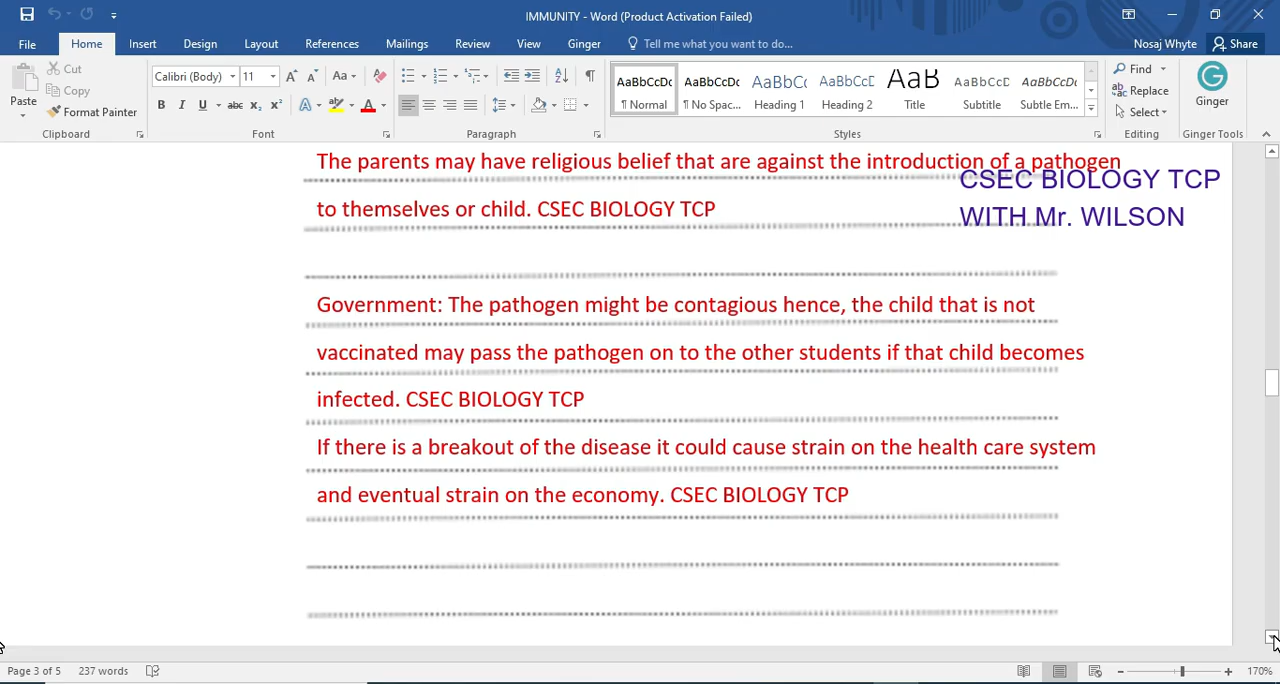 IMMUNITY - Word (Product Activation Failed)
File Home Insert Design Layout References Mailings Review View Ginger Tell me what you want to do... Nosaj Whyte Share
Paste Cut Copy Format Painter Clipboard
Calibri (Body) 11 Aa A B I U abc x₂ x² A A Font
Paragraph
AaBbCcDc ¶ Normal
AaBbCcDc ¶ No Spac...
AaBbCc Heading 1
AaBbCcC Heading 2
AaB Title
AaBbCcD Subtitle
AaBbCcDc Subtle Em...
Styles
Find Replace Select Editing
Ginger Ginger Tools
The parents may have religious belief that are against the introduction of a pathogen
to themselves or child. CSEC BIOLOGY TCP
CSEC BIOLOGY TCP
WITH Mr. WILSON
Government: The pathogen might be contagious hence, the child that is not
vaccinated may pass the pathogen on to the other students if that child becomes
infected. CSEC BIOLOGY TCP
If there is a breakout of the disease it could cause strain on the health care system
and eventual strain on the economy. CSEC BIOLOGY TCP
Page 3 of 5 237 words 170%